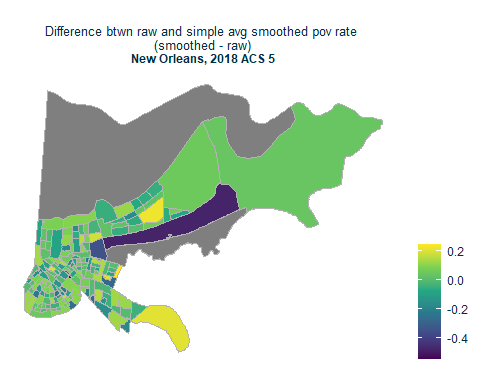 Difference btwn raw and simple avg smoothed pov rate
(smoothed - raw)
New Orleans, 2018 ACS 5
0.2
0.0
-0.2
-0.4